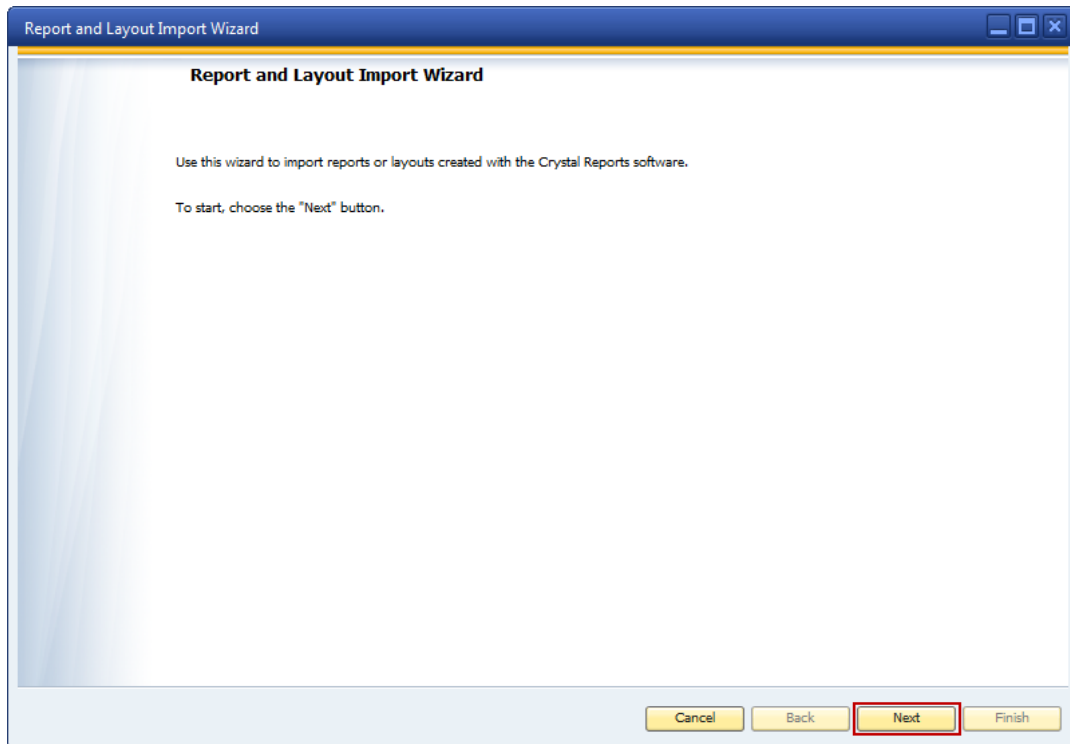 Report and Layout Import Wizard
Report and Layout Import Wizard
Use this wizard to import reports or layouts created with the Crystal Reports software.
To start, choose the "Next" button.
Cancel Back Next Finish